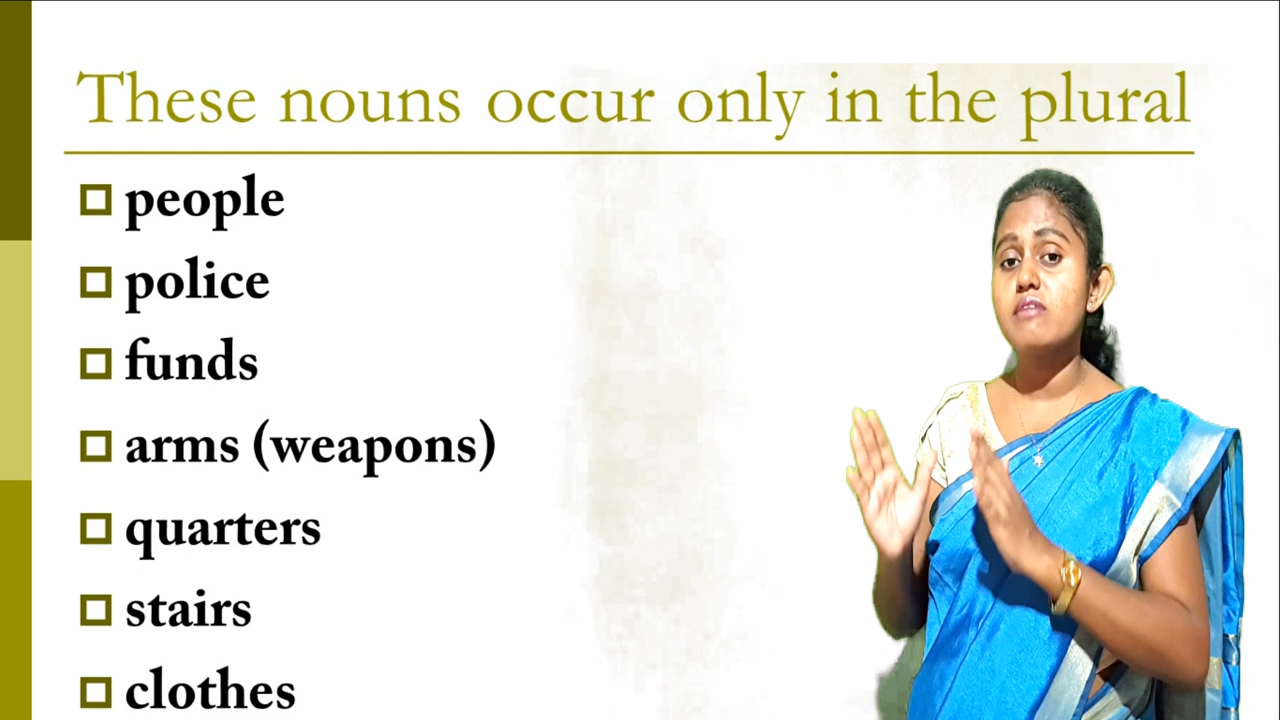 These nouns occur only in the plural
people
police
funds
arms (weapons)
quarters
stairs
clothes